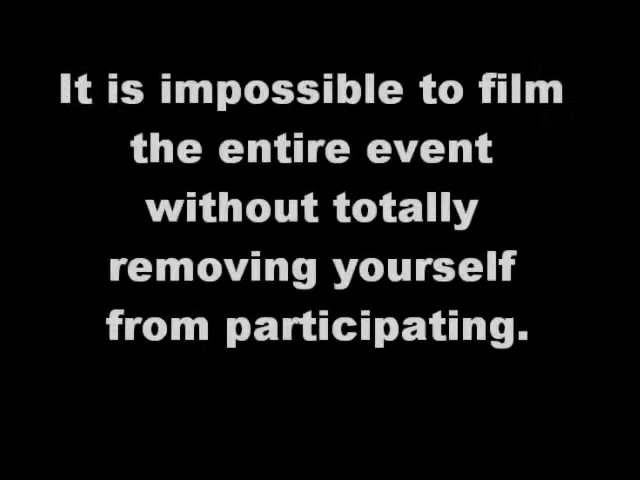 It is impossible to film
the entire event
without totally
removing yourself
from participating.